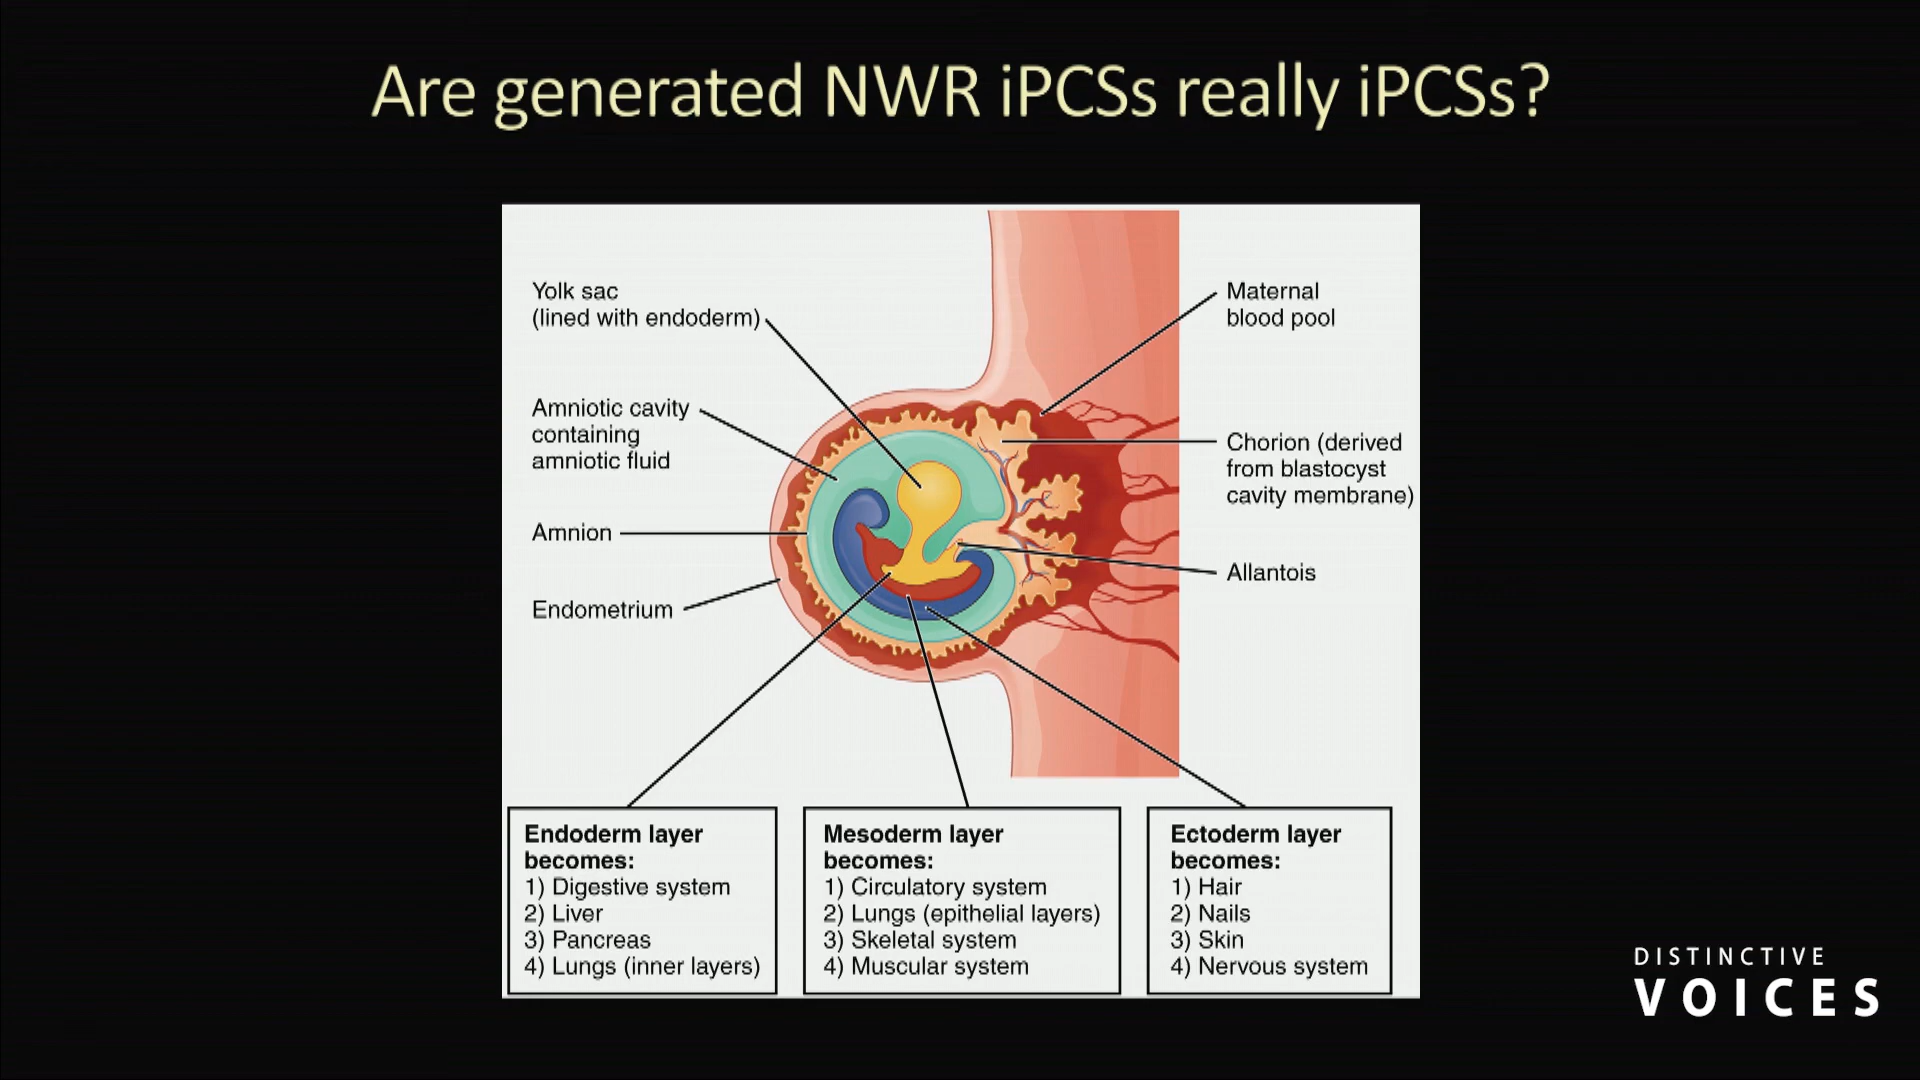 Are generated NWR iPCSs really iPCSs?
Yolk sac
(lined with endoderm)
Amniotic cavity
containing
amniotic fluid
Amnion
Endometrium
Maternal
blood pool
Chorion (derived
from blastocyst
cavity membrane)
Allantois
Endoderm layer
becomes:
1) Digestive system
2) Liver
3) Pancreas
4) Lungs (inner layers)
Mesoderm layer
becomes:
1) Circulatory system
2) Lungs (epithelial layers)
3) Skeletal system
4) Muscular system
Ectoderm layer
becomes:
1) Hair
2) Nails
3) Skin
4) Nervous system
DISTINCTIVE
VOICES